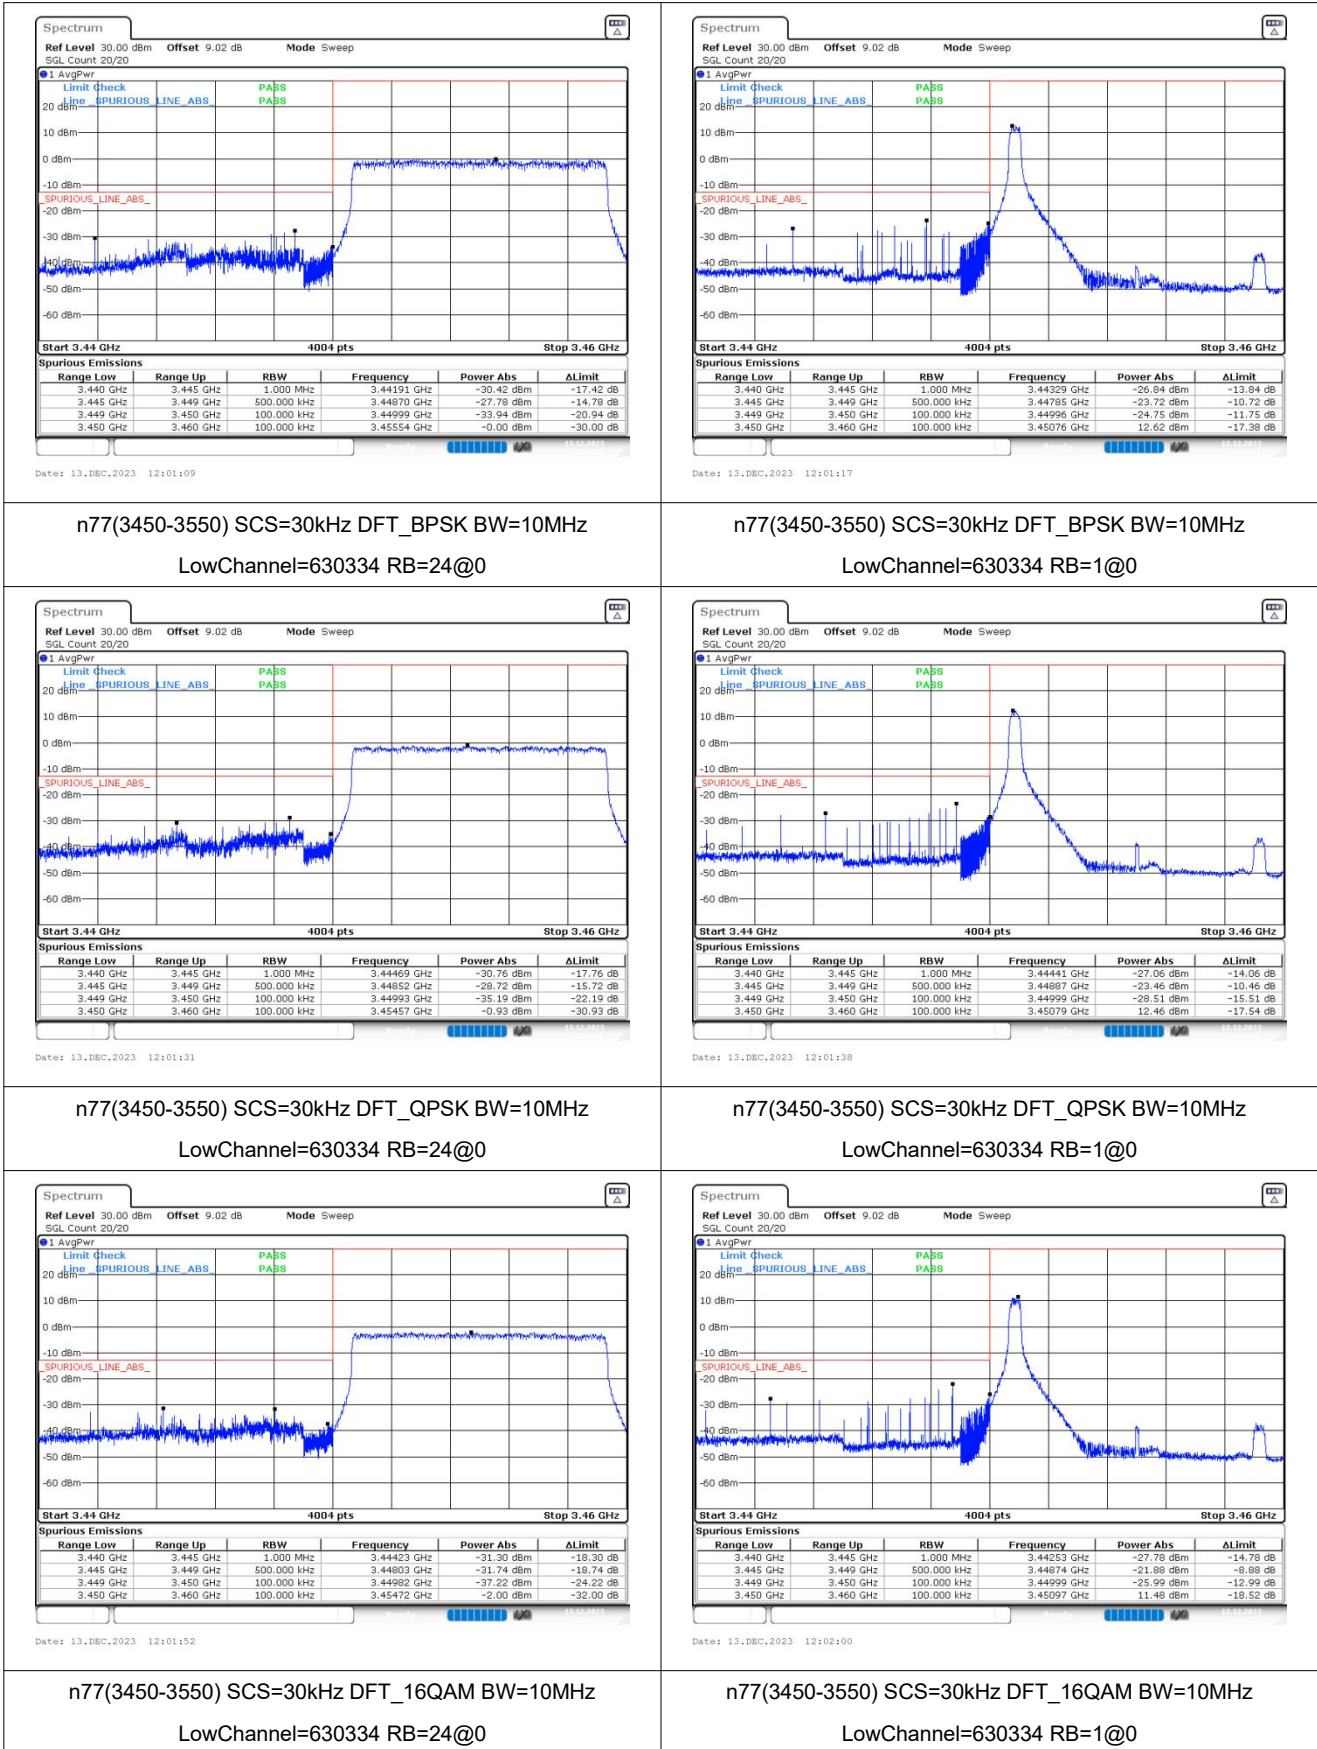 Spectrum
Ref Level 30.00 dBm Offset 9.02 dB Mode Sweep
SGL Count 20/20
1 AvgPwr
Limit Check PASS
Line _SPURIOUS_LINE_ABS_ PASS
20 dBm
10 dBm
0 dBm
-10 dBm
_SPURIOUS_LINE_ABS_
-20 dBm
-30 dBm
-40 dBm
-50 dBm
-60 dBm
Start 3.44 GHz 4004 pts Stop 3.46 GHz
Spurious Emissions
Range Low Range Up RBW Frequency Power Abs ΔLimit
3.440 GHz 3.445 GHz 1.000 MHz 3.44191 GHz -30.42 dBm -17.42 dB
3.445 GHz 3.449 GHz 500.000 kHz 3.44870 GHz -27.78 dBm -14.78 dB
3.449 GHz 3.450 GHz 100.000 kHz 3.44999 GHz -33.94 dBm -20.94 dB
3.450 GHz 3.460 GHz 100.000 kHz 3.45554 GHz -0.00 dBm -30.00 dB
Date: 13.DEC.2023 12:01:09
n77(3450-3550) SCS=30kHz DFT_BPSK BW=10MHz
LowChannel=630334 RB=24@0
Spectrum
Ref Level 30.00 dBm Offset 9.02 dB Mode Sweep
SGL Count 20/20
1 AvgPwr
Limit Check PASS
Line _SPURIOUS_LINE_ABS_ PASS
20 dBm
10 dBm
0 dBm
-10 dBm
_SPURIOUS_LINE_ABS_
-20 dBm
-30 dBm
-40 dBm
-50 dBm
-60 dBm
Start 3.44 GHz 4004 pts Stop 3.46 GHz
Spurious Emissions
Range Low Range Up RBW Frequency Power Abs ΔLimit
3.440 GHz 3.445 GHz 1.000 MHz 3.44329 GHz -26.84 dBm -13.84 dB
3.445 GHz 3.449 GHz 500.000 kHz 3.44785 GHz -23.72 dBm -10.72 dB
3.449 GHz 3.450 GHz 100.000 kHz 3.44996 GHz -24.75 dBm -11.75 dB
3.450 GHz 3.460 GHz 100.000 kHz 3.45076 GHz 12.62 dBm -17.38 dB
Date: 13.DEC.2023 12:01:17
n77(3450-3550) SCS=30kHz DFT_BPSK BW=10MHz
LowChannel=630334 RB=1@0
Spectrum
Ref Level 30.00 dBm Offset 9.02 dB Mode Sweep
SGL Count 20/20
1 AvgPwr
Limit Check PASS
Line _SPURIOUS_LINE_ABS_ PASS
20 dBm
10 dBm
0 dBm
-10 dBm
_SPURIOUS_LINE_ABS_
-20 dBm
-30 dBm
-40 dBm
-50 dBm
-60 dBm
Start 3.44 GHz 4004 pts Stop 3.46 GHz
Spurious Emissions
Range Low Range Up RBW Frequency Power Abs ΔLimit
3.440 GHz 3.445 GHz 1.000 MHz 3.44469 GHz -30.76 dBm -17.76 dB
3.445 GHz 3.449 GHz 500.000 kHz 3.44852 GHz -28.72 dBm -15.72 dB
3.449 GHz 3.450 GHz 100.000 kHz 3.44993 GHz -35.19 dBm -22.19 dB
3.450 GHz 3.460 GHz 100.000 kHz 3.45457 GHz -0.93 dBm -30.93 dB
Date: 13.DEC.2023 12:01:31
n77(3450-3550) SCS=30kHz DFT_QPSK BW=10MHz
LowChannel=630334 RB=24@0
Spectrum
Ref Level 30.00 dBm Offset 9.02 dB Mode Sweep
SGL Count 20/20
1 AvgPwr
Limit Check PASS
Line _SPURIOUS_LINE_ABS_ PASS
20 dBm
10 dBm
0 dBm
-10 dBm
_SPURIOUS_LINE_ABS_
-20 dBm
-30 dBm
-40 dBm
-50 dBm
-60 dBm
Start 3.44 GHz 4004 pts Stop 3.46 GHz
Spurious Emissions
Range Low Range Up RBW Frequency Power Abs ΔLimit
3.440 GHz 3.445 GHz 1.000 MHz 3.44441 GHz -27.06 dBm -14.06 dB
3.445 GHz 3.449 GHz 500.000 kHz 3.44887 GHz -23.46 dBm -10.46 dB
3.449 GHz 3.450 GHz 100.000 kHz 3.44999 GHz -28.51 dBm -15.51 dB
3.450 GHz 3.460 GHz 100.000 kHz 3.45079 GHz 12.46 dBm -17.54 dB
Date: 13.DEC.2023 12:01:38
n77(3450-3550) SCS=30kHz DFT_QPSK BW=10MHz
LowChannel=630334 RB=1@0
Spectrum
Ref Level 30.00 dBm Offset 9.02 dB Mode Sweep
SGL Count 20/20
1 AvgPwr
Limit Check PASS
Line _SPURIOUS_LINE_ABS_ PASS
20 dBm
10 dBm
0 dBm
-10 dBm
_SPURIOUS_LINE_ABS_
-20 dBm
-30 dBm
-40 dBm
-50 dBm
-60 dBm
Start 3.44 GHz 4004 pts Stop 3.46 GHz
Spurious Emissions
Range Low Range Up RBW Frequency Power Abs ΔLimit
3.440 GHz 3.445 GHz 1.000 MHz 3.44423 GHz -31.30 dBm -18.30 dB
3.445 GHz 3.449 GHz 500.000 kHz 3.44803 GHz -31.74 dBm -18.74 dB
3.449 GHz 3.450 GHz 100.000 kHz 3.44982 GHz -37.22 dBm -24.22 dB
3.450 GHz 3.460 GHz 100.000 kHz 3.45472 GHz -2.00 dBm -32.00 dB
Date: 13.DEC.2023 12:01:52
n77(3450-3550) SCS=30kHz DFT_16QAM BW=10MHz
LowChannel=630334 RB=24@0
Spectrum
Ref Level 30.00 dBm Offset 9.02 dB Mode Sweep
SGL Count 20/20
1 AvgPwr
Limit Check PASS
Line _SPURIOUS_LINE_ABS_ PASS
20 dBm
10 dBm
0 dBm
-10 dBm
_SPURIOUS_LINE_ABS_
-20 dBm
-30 dBm
-40 dBm
-50 dBm
-60 dBm
Start 3.44 GHz 4004 pts Stop 3.46 GHz
Spurious Emissions
Range Low Range Up RBW Frequency Power Abs ΔLimit
3.440 GHz 3.445 GHz 1.000 MHz 3.44253 GHz -27.78 dBm -14.78 dB
3.445 GHz 3.449 GHz 500.000 kHz 3.44874 GHz -21.88 dBm -8.88 dB
3.449 GHz 3.450 GHz 100.000 kHz 3.44999 GHz -25.99 dBm -12.99 dB
3.450 GHz 3.460 GHz 100.000 kHz 3.45097 GHz 11.48 dBm -18.52 dB
Date: 13.DEC.2023 12:02:00
n77(3450-3550) SCS=30kHz DFT_16QAM BW=10MHz
LowChannel=630334 RB=1@0